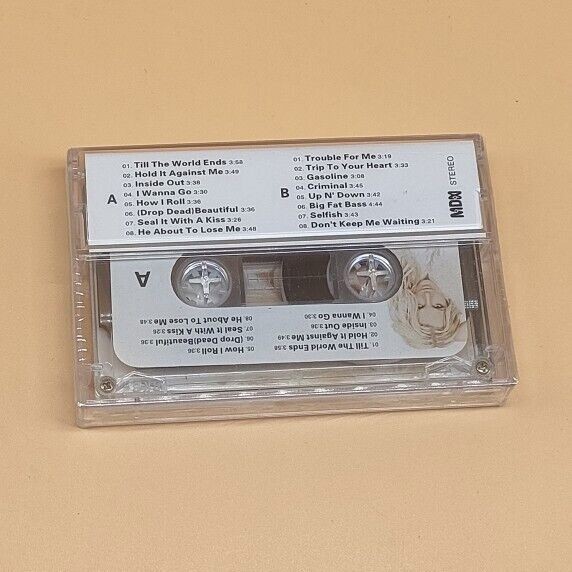 A
01. Till The World Ends 3:58
02. Hold It Against Me 3:49
03. Inside Out 3:38
04. I Wanna Go 3:30
05. How I Roll 3:36
06. (Drop Dead)Beautiful 3:36
07. Seal It With A Kiss 3:26
08. He About To Lose Me 3:48
B
01. Trouble For Me 3:19
02. Trip To Your Heart 3:33
03. Gasoline 3:08
04. Criminal 3:45
05. Up N' Down 3:42
06. Big Fat Bass 4:44
07. Selfish 3:43
08. Don't Keep Me Waiting 3:21
STEREO
A
01. Till The World Ends 3:58
02. Hold It Against Me 3:49
03. Inside Out 3:38
04. I Wanna Go 3:30
05. How I Roll 3:36
06. (Drop Dead)Beautiful 3:36
07. Seal It With A Kiss 3:26
08. He About To Lose Me 3:48